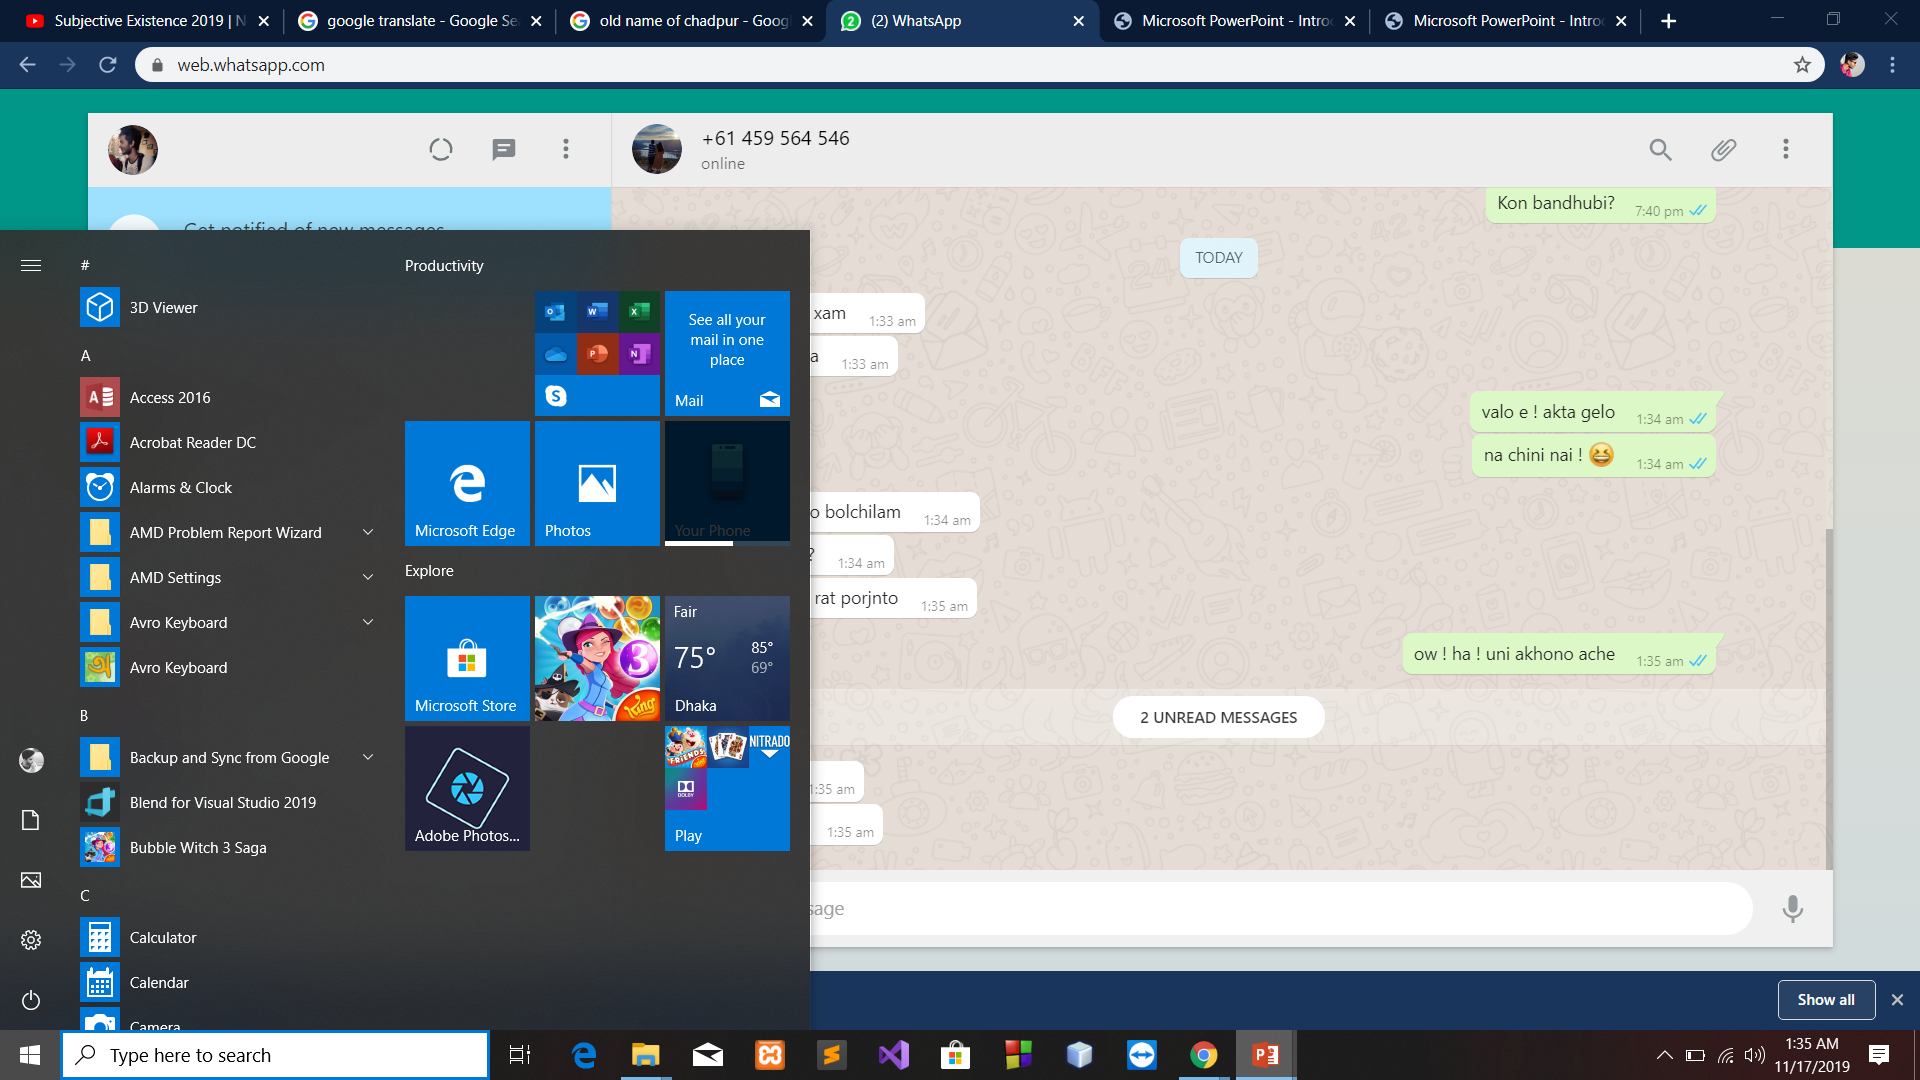 Subjective Existence 2019 | N
google translate - Google Se
old name of chadpur - Goog
(2) WhatsApp
Microsoft PowerPoint - Intro
Microsoft PowerPoint - Intro
web.whatsapp.com
+61 459 564 546
online
Get notified of new messages
Kon bandhubi? 7:40 pm
TODAY
xam 1:33 am
a 1:33 am
valo e ! akta gelo 1:34 am
na chini nai ! 😆 1:34 am
o bolchilam 1:34 am
? 1:34 am
rat porjnto 1:35 am
ow ! ha ! uni akhono ache 1:35 am
2 UNREAD MESSAGES
1:35 am
1:35 am
sage
#
3D Viewer
A
Access 2016
Acrobat Reader DC
Alarms & Clock
AMD Problem Report Wizard
AMD Settings
Avro Keyboard
Avro Keyboard
B
Backup and Sync from Google
Blend for Visual Studio 2019
Bubble Witch 3 Saga
C
Calculator
Calendar
Camera
Productivity
See all your
mail in one
place
Mail
Microsoft Edge
Photos
Your Phone
Explore
Microsoft Store
3
King
Fair
75° 85°
69°
Dhaka
Adobe Photos...
FRIENDS
NITRADO
DOLBY
Play
Show all
Type here to search
1:35 AM
11/17/2019